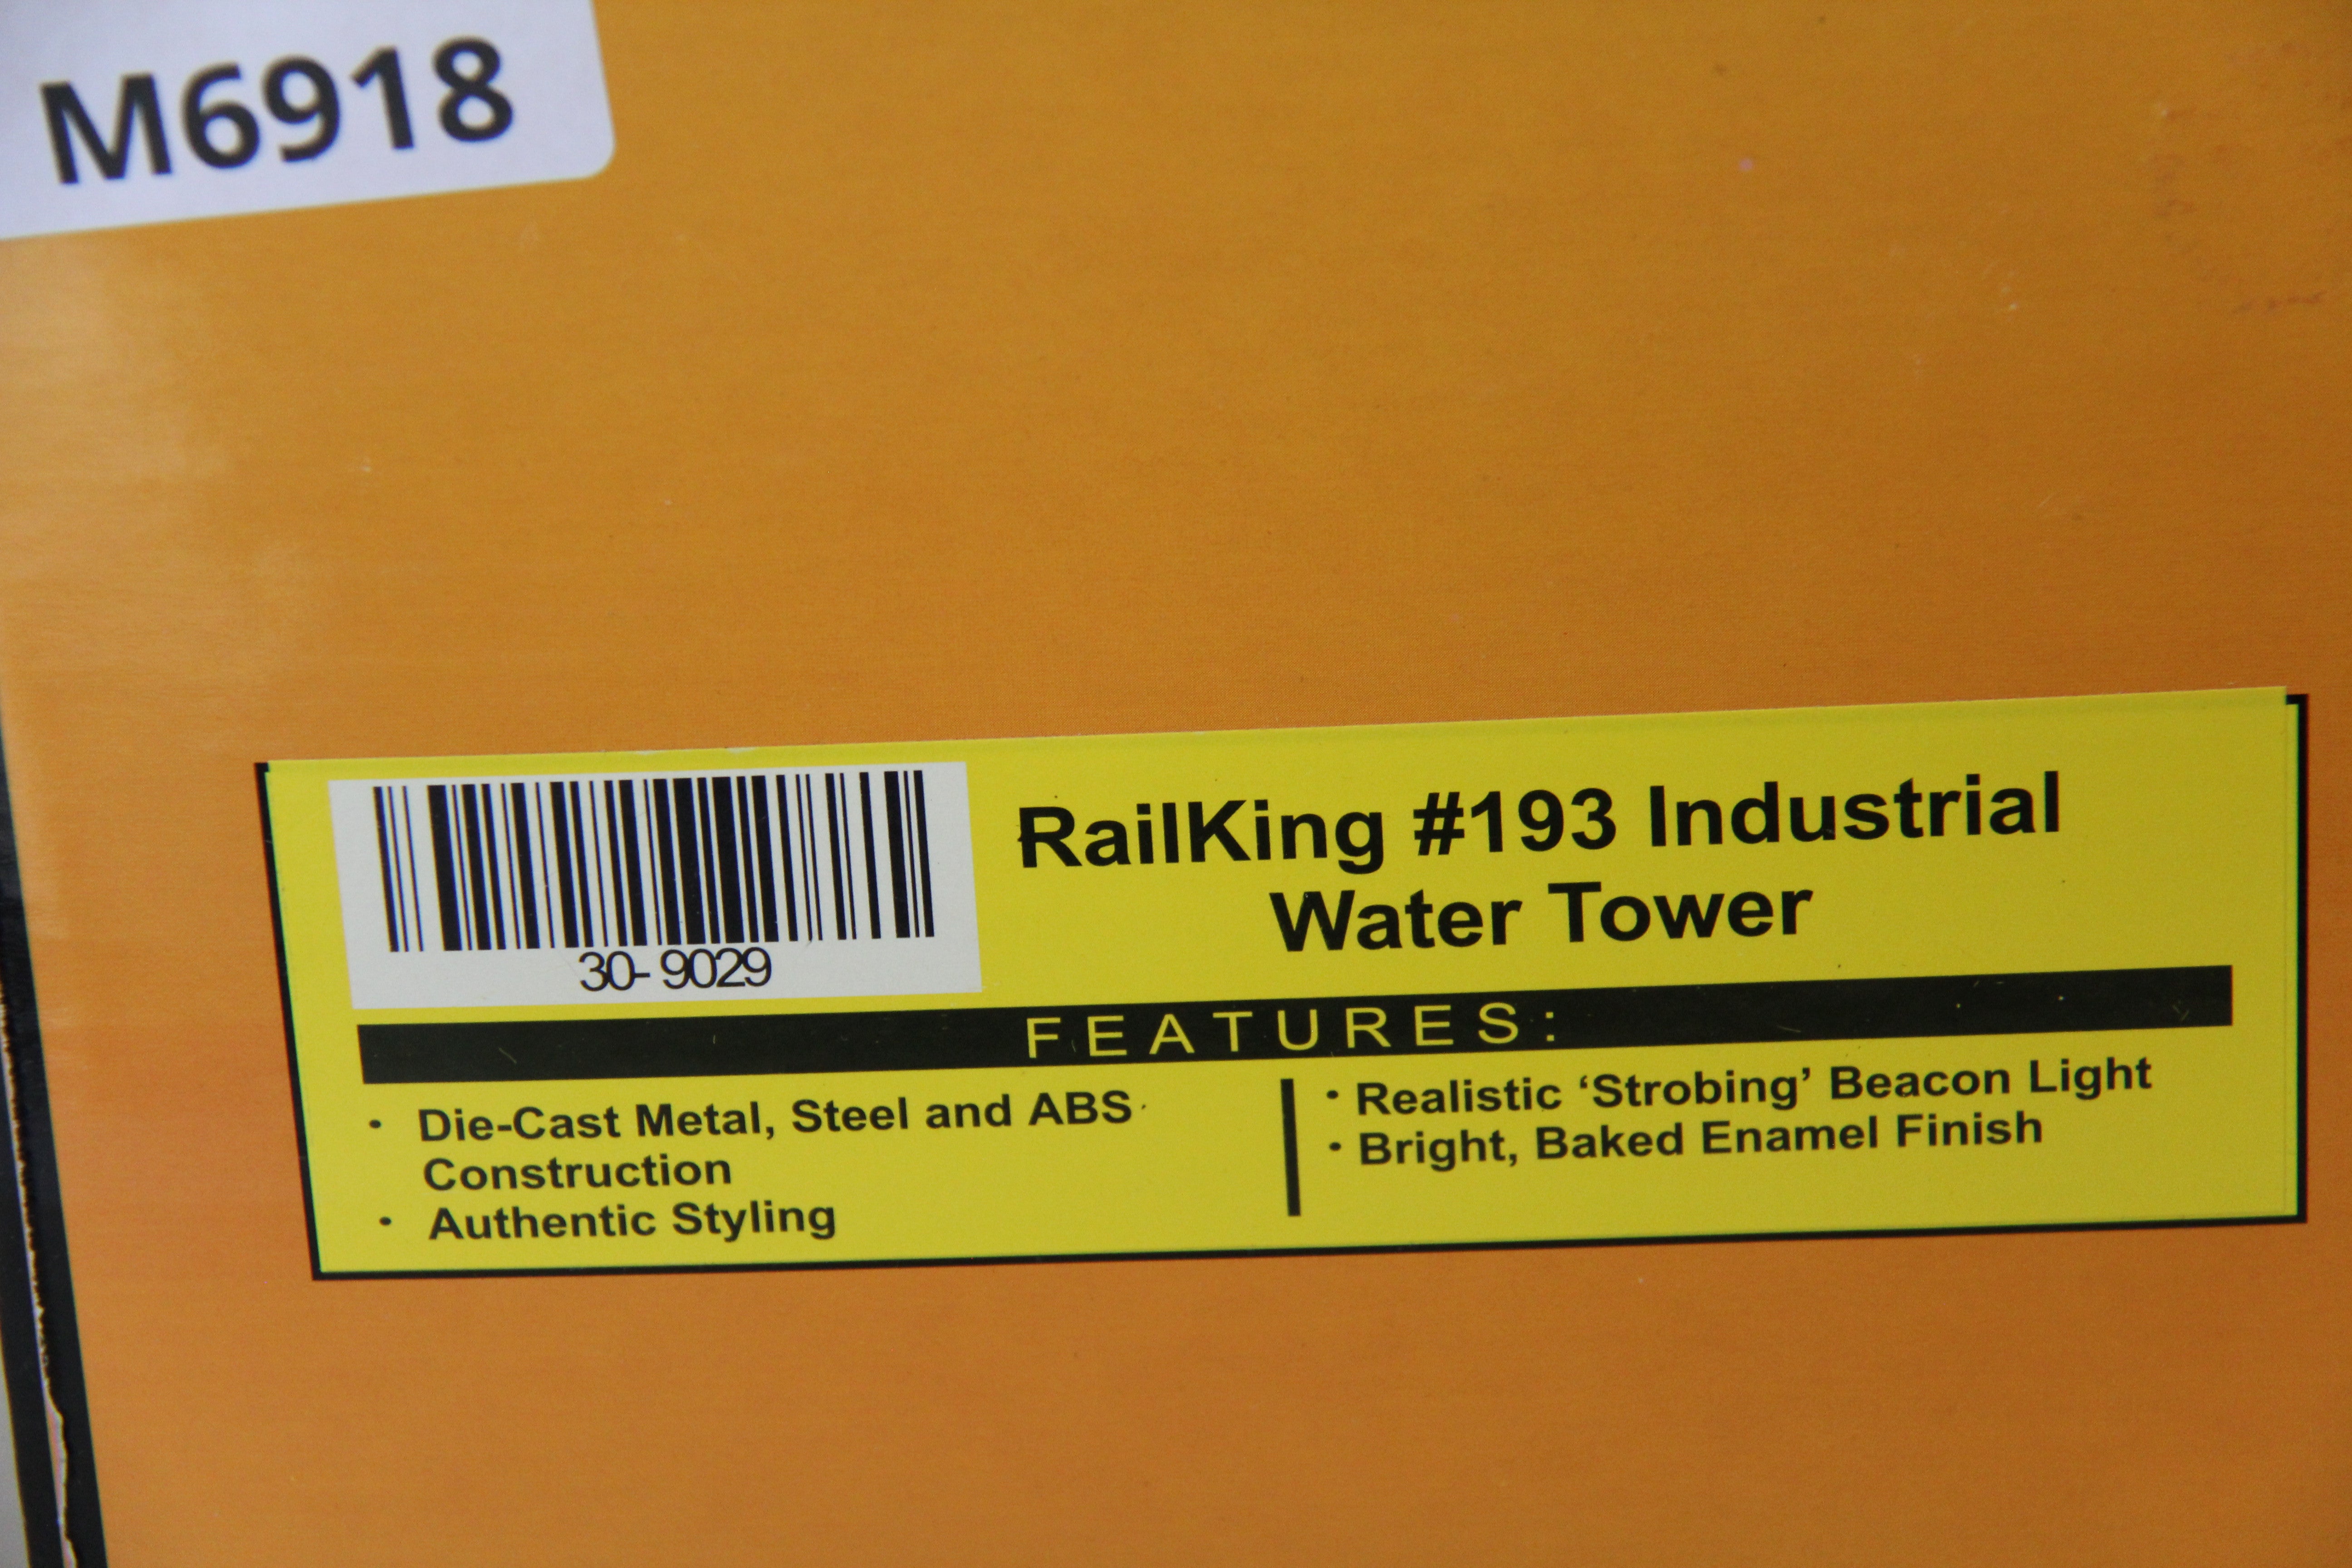 M6918
RailKing #193 Industrial
Water Tower
30-9029
FEATURES:
• Die-Cast Metal, Steel and ABS
Construction
• Authentic Styling
• Realistic ‘Strobing’ Beacon Light
• Bright, Baked Enamel Finish